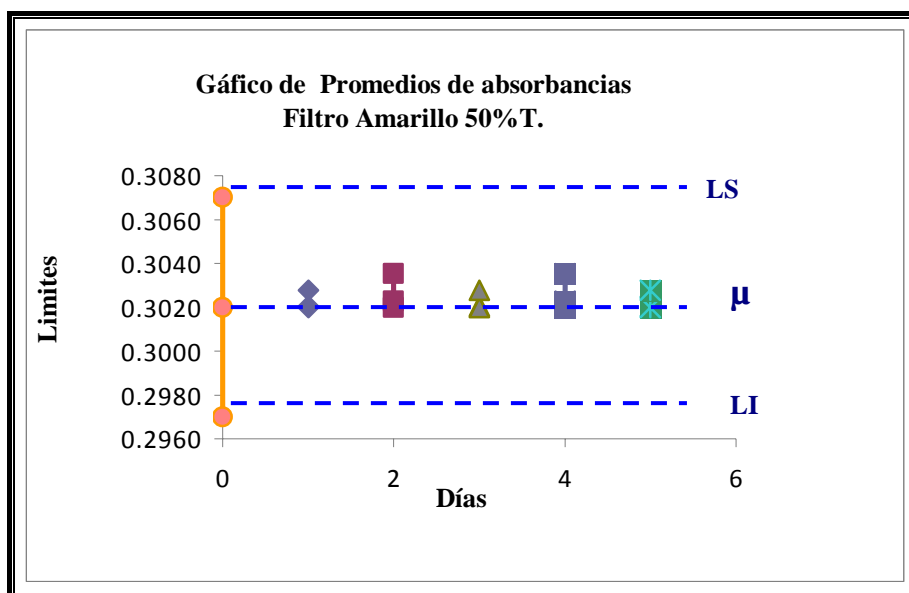 Gáfico de Promedios de absorbancias
Filtro Amarillo 50%T.
0.3080
LS
0.3060
0.3040
0.3020
µ
0.3000
0.2980
LI
0.2960
Limites
0
2
4
6
Días